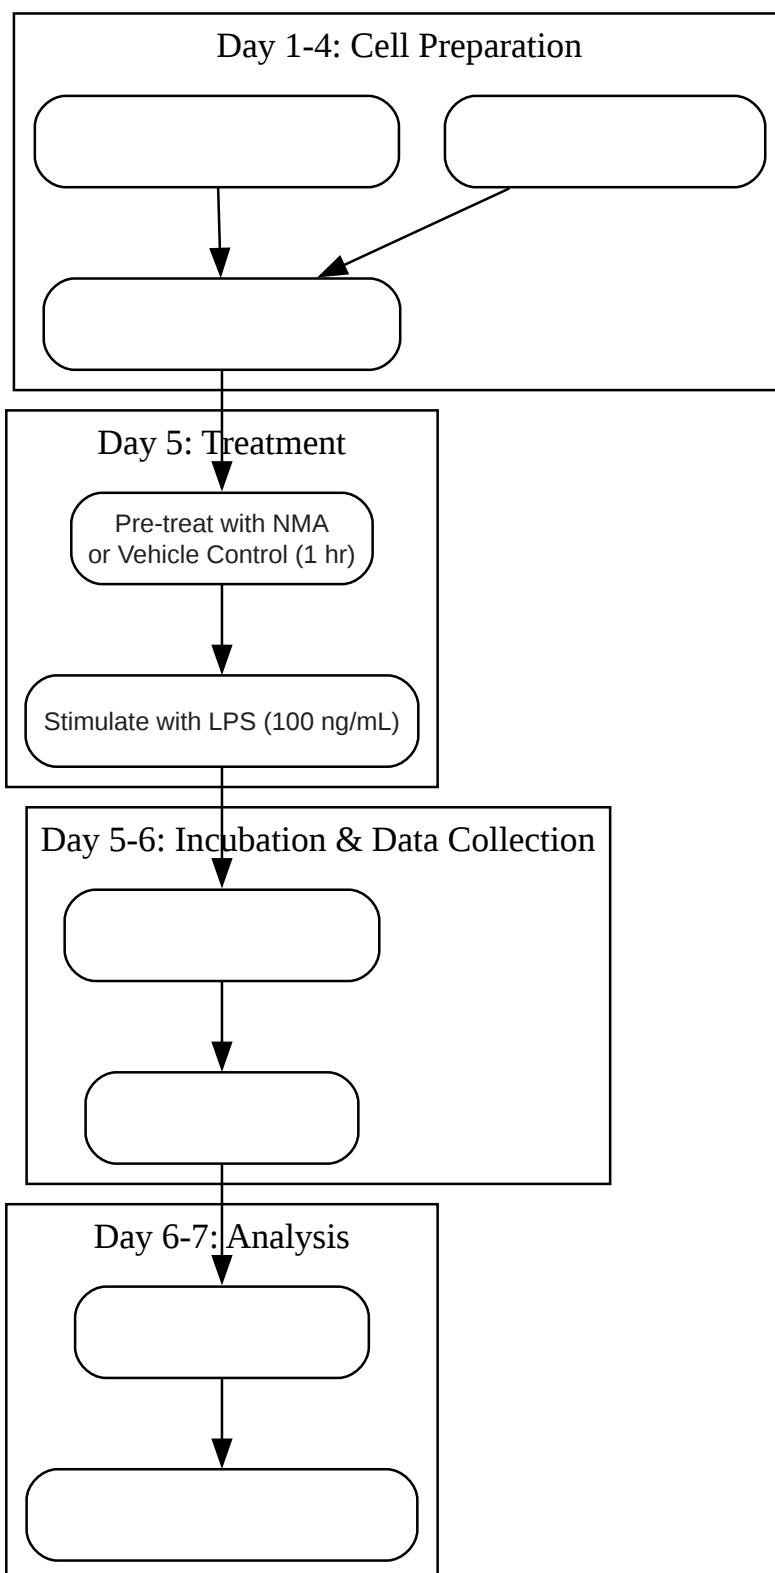 Day 1-4: Cell Preparation
Day 5: Treatment
Pre-treat with NMA
or Vehicle Control (1 hr)
Stimulate with LPS (100 ng/mL)
Day 5-6: Incubation & Data Collection
Day 6-7: Analysis